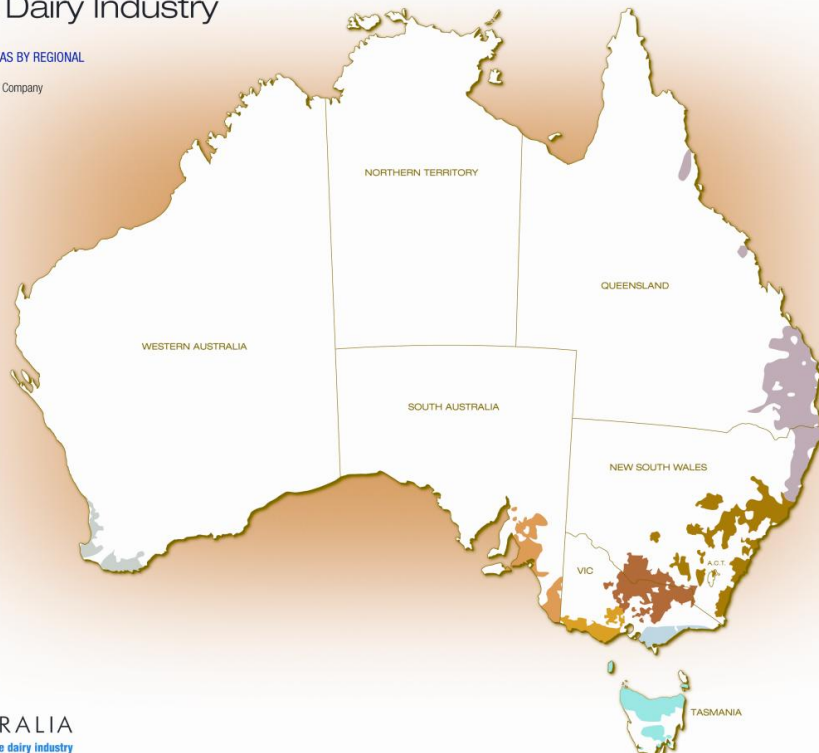 Dairy Industry
AS BY REGIONAL
Company
NORTHERN TERRITORY
QUEENSLAND
WESTERN AUSTRALIA
SOUTH AUSTRALIA
NEW SOUTH WALES
A.C.T.
VIC
TASMANIA
RALIA
e dairy industry